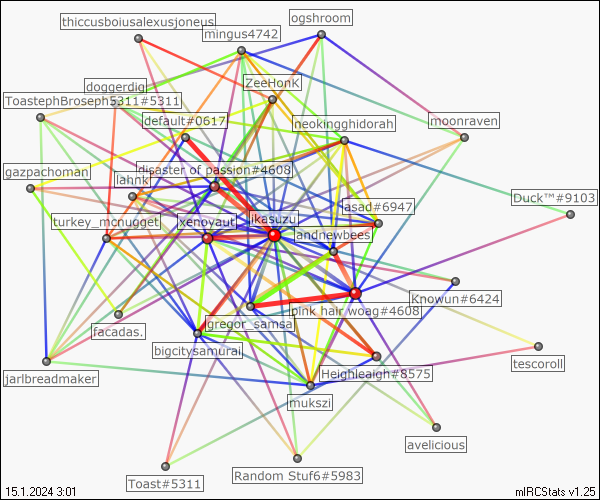 ogshroom
thiccusboiusalexusjoneus
mingus4742
ZeeHonK
doggerdig
ToastephBroseph5311#5311
default#0617
neokingghidorah
moonraven
disaster of passion#4608
gazpachoman
lahnk
Duck™#9103
asad#6947
turkey_mcnugget
xenoyaut
ikasuzu
andnewbees
Knowun#6424
pink hair woag#4608
facadas.
gregor_samsa
bigcitysamurai
tescoroll
jarlbreadmaker
Heighleaigh#8575
mukszi
avelicious
Random Stuf6#5983
Toast#5311
15.1.2024 3:01
mIRCStats v1.25